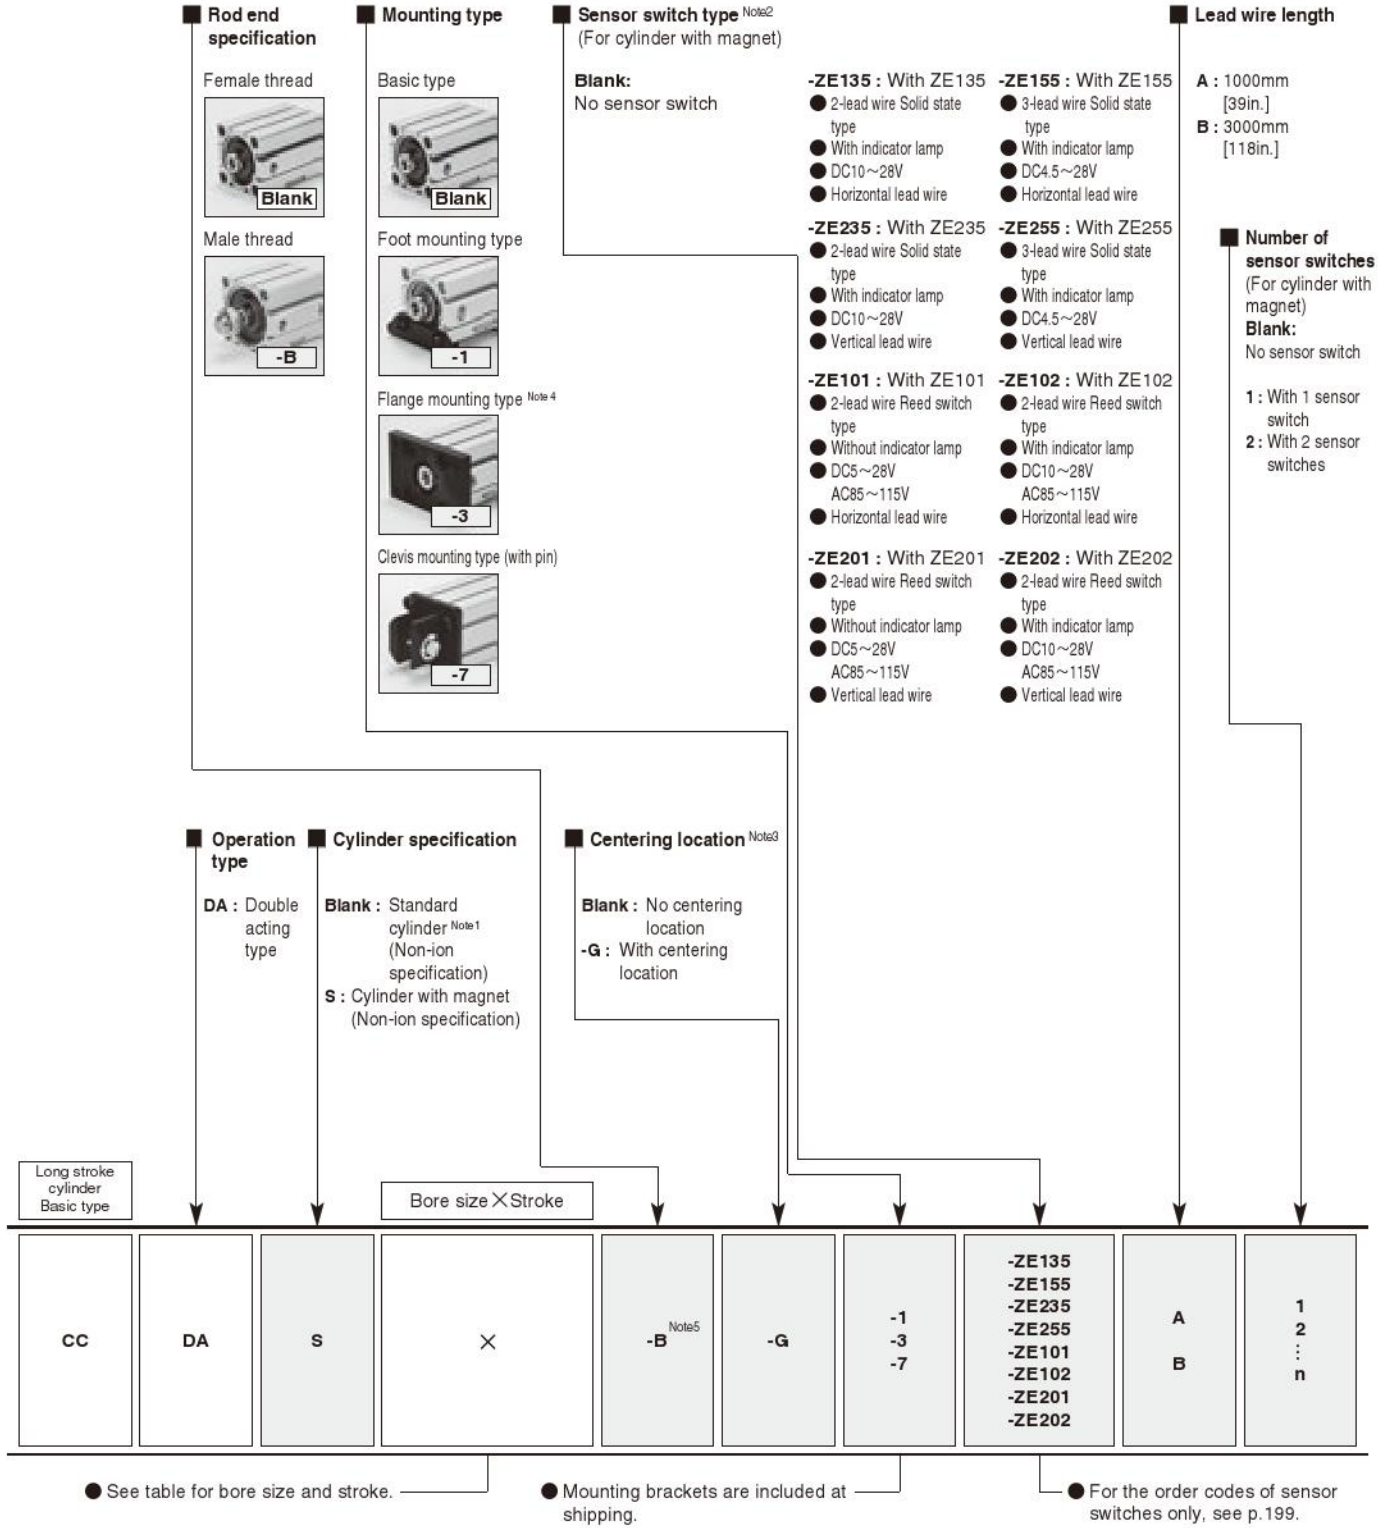 ■ Rod end
specification
Female thread
Blank
Male thread
-B
■ Mounting type
Basic type
Blank
Foot mounting type
-1
Flange mounting type Note 4
-3
Clevis mounting type (with pin)
-7
■ Sensor switch type Note2
(For cylinder with magnet)
Blank:
No sensor switch
-ZE135 : With ZE135
● 2-lead wire Solid state
type
● With indicator lamp
● DC10～28V
● Horizontal lead wire
-ZE155 : With ZE155
● 3-lead wire Solid state
type
● With indicator lamp
● DC4.5～28V
● Horizontal lead wire
-ZE235 : With ZE235
● 2-lead wire Solid state
type
● With indicator lamp
● DC10～28V
● Vertical lead wire
-ZE255 : With ZE255
● 3-lead wire Solid state
type
● With indicator lamp
● DC4.5～28V
● Vertical lead wire
-ZE101 : With ZE101
● 2-lead wire Reed switch
type
● Without indicator lamp
● DC5～28V
AC85～115V
● Horizontal lead wire
-ZE102 : With ZE102
● 2-lead wire Reed switch
type
● With indicator lamp
● DC10～28V
AC85～115V
● Horizontal lead wire
-ZE201 : With ZE201
● 2-lead wire Reed switch
type
● Without indicator lamp
● DC5～28V
AC85～115V
● Vertical lead wire
-ZE202 : With ZE202
● 2-lead wire Reed switch
type
● With indicator lamp
● DC10～28V
AC85～115V
● Vertical lead wire
■ Lead wire length
A : 1000mm
[39in.]
B : 3000mm
[118in.]
■ Number of
sensor switches
(For cylinder with
magnet)
Blank:
No sensor switch
1 : With 1 sensor
switch
2 : With 2 sensor
switches
■ Operation
type
DA : Double
acting
type
■ Cylinder specification
Blank : Standard
cylinder Note1
(Non-ion
specification)
S : Cylinder with magnet
(Non-ion specification)
■ Centering location Note3
Blank : No centering
location
-G : With centering
location
Long stroke
cylinder
Basic type
Bore size×Stroke
CC
DA
S
×
-B Note5
-G
-1
-3
-7
-ZE135
-ZE155
-ZE235
-ZE255
-ZE101
-ZE102
-ZE201
-ZE202
A
B
1
2
⋮
n
● See table for bore size and stroke.
● Mounting brackets are included at
shipping.
● For the order codes of sensor
switches only, see p.199.